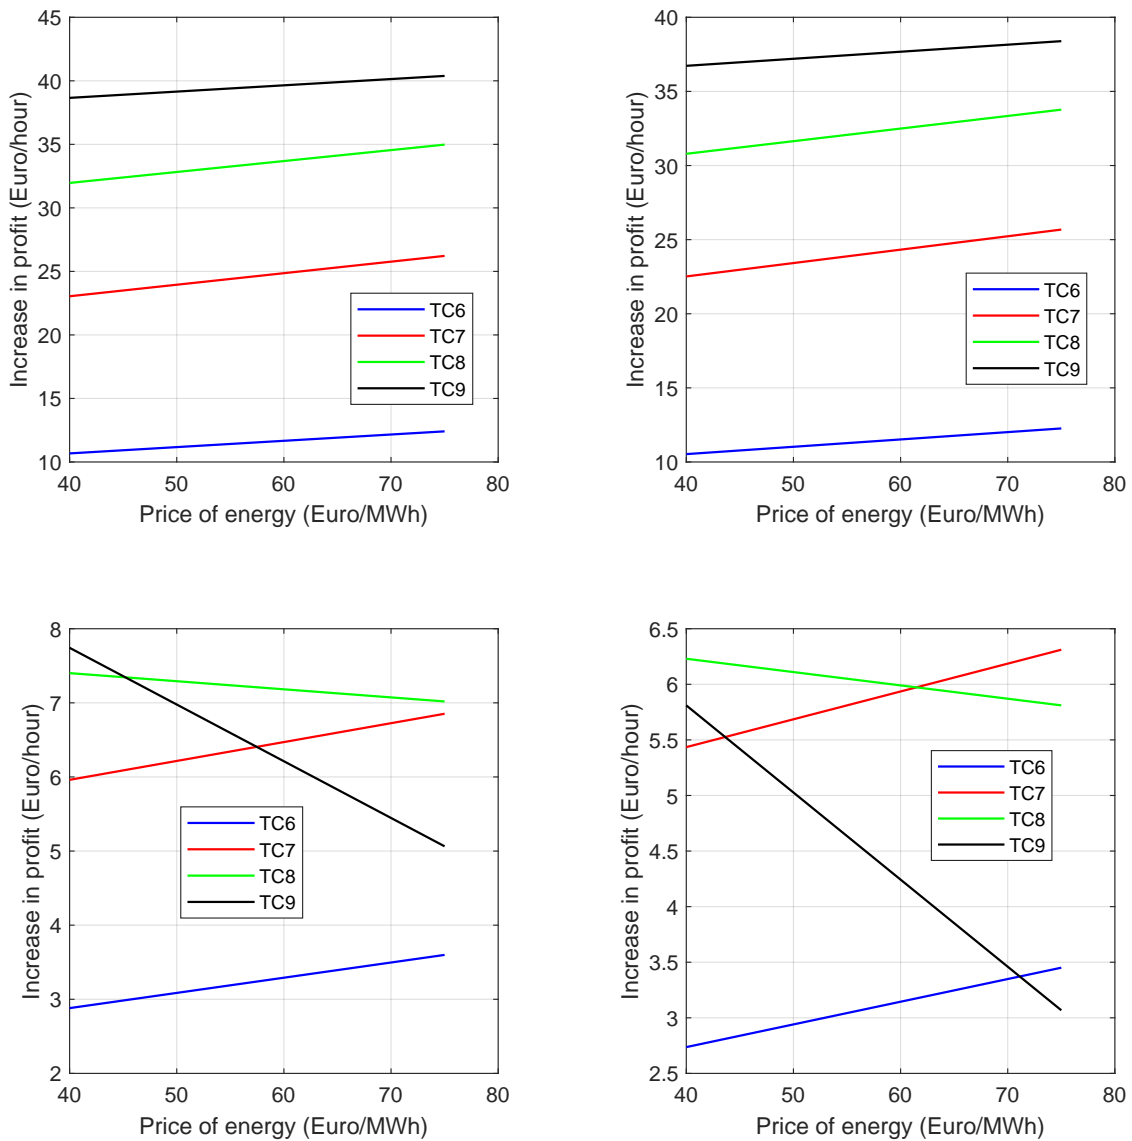 45
40
35
30
25
20
15
10
40 50 60 70 80
Increase in profit (Euro/hour)
Price of energy (Euro/MWh)
TC6
TC7
TC8
TC9
40
35
30
25
20
15
10
40 50 60 70 80
Increase in profit (Euro/hour)
Price of energy (Euro/MWh)
TC6
TC7
TC8
TC9
8
7
6
5
4
3
2
40 50 60 70 80
Increase in profit (Euro/hour)
Price of energy (Euro/MWh)
TC6
TC7
TC8
TC9
6.5
6
5.5
5
4.5
4
3.5
3
2.5
40 50 60 70 80
Increase in profit (Euro/hour)
Price of energy (Euro/MWh)
TC6
TC7
TC8
TC9